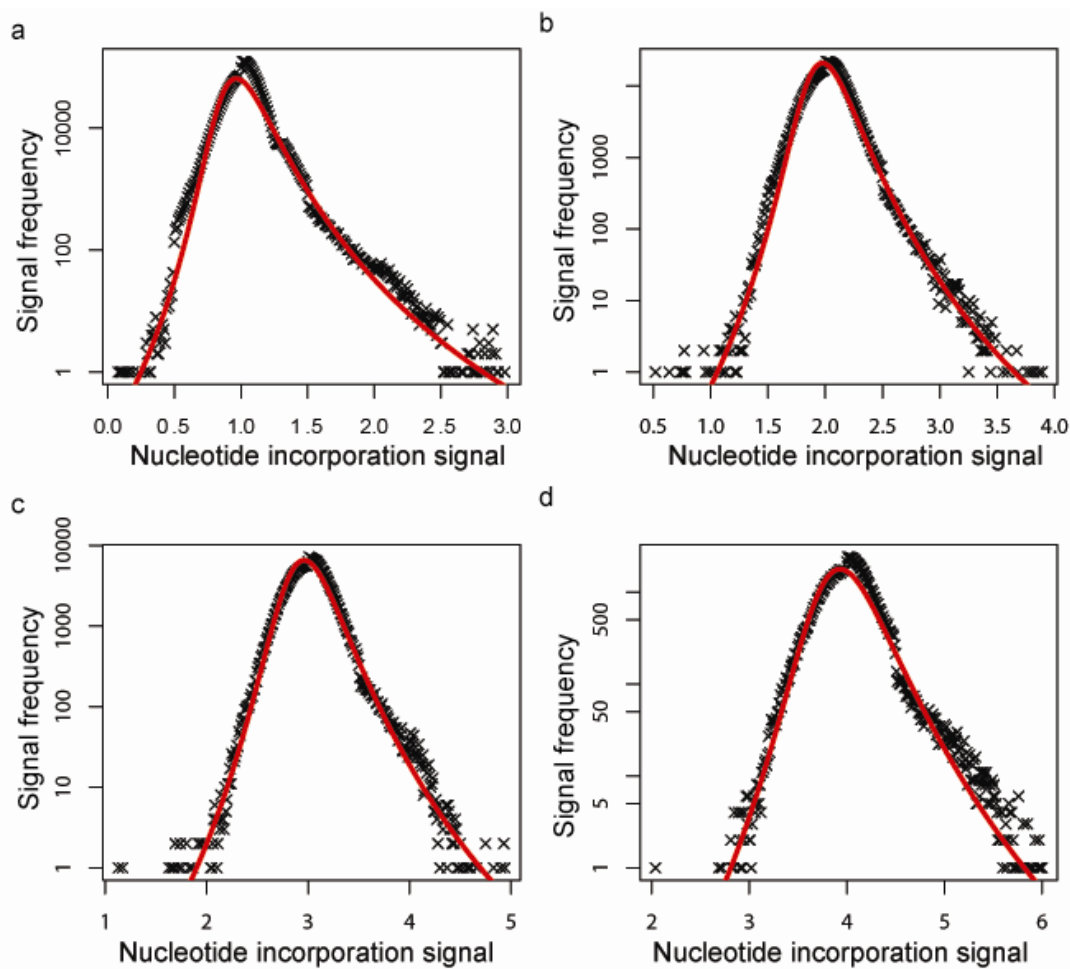 a
Signal frequency
10000
100
1
0.0 0.5 1.0 1.5 2.0 2.5 3.0
Nucleotide incorporation signal
b
Signal frequency
1000
100
10
1
0.5 1.0 1.5 2.0 2.5 3.0 3.5 4.0
Nucleotide incorporation signal
c
Signal frequency
10000
1000
100
10
1
1 2 3 4 5
Nucleotide incorporation signal
d
Signal frequency
500
50
5
1
2 3 4 5 6
Nucleotide incorporation signal